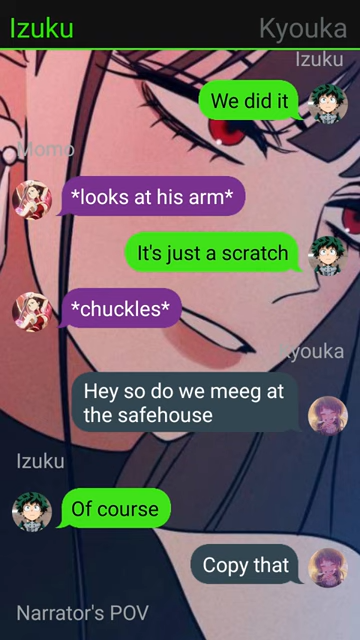 Izuku
Kyouka
Izuku
We did it
Momo
*looks at his arm*
It's just a scratch
*chuckles*
Kyouka
Hey so do we meeg at
the safehouse
Izuku
Of course
Copy that
Narrator's POV